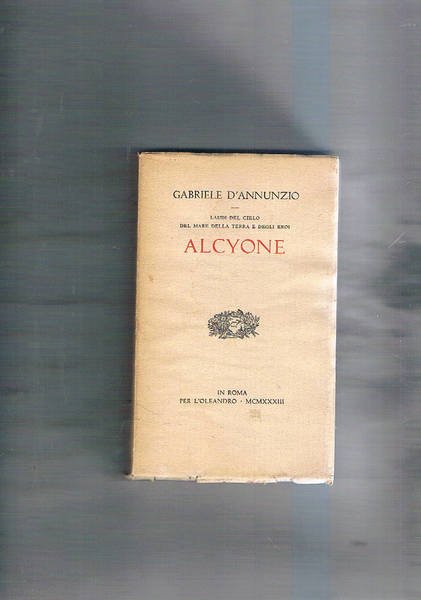 GABRIELE D'ANNUNZIO
LAUDI DEL CIELO
DEL MARE DELLA TERRA E DEGLI EROI
ALCYONE
IN ROMA
PER L'OLEANDRO · MCMXXXIII